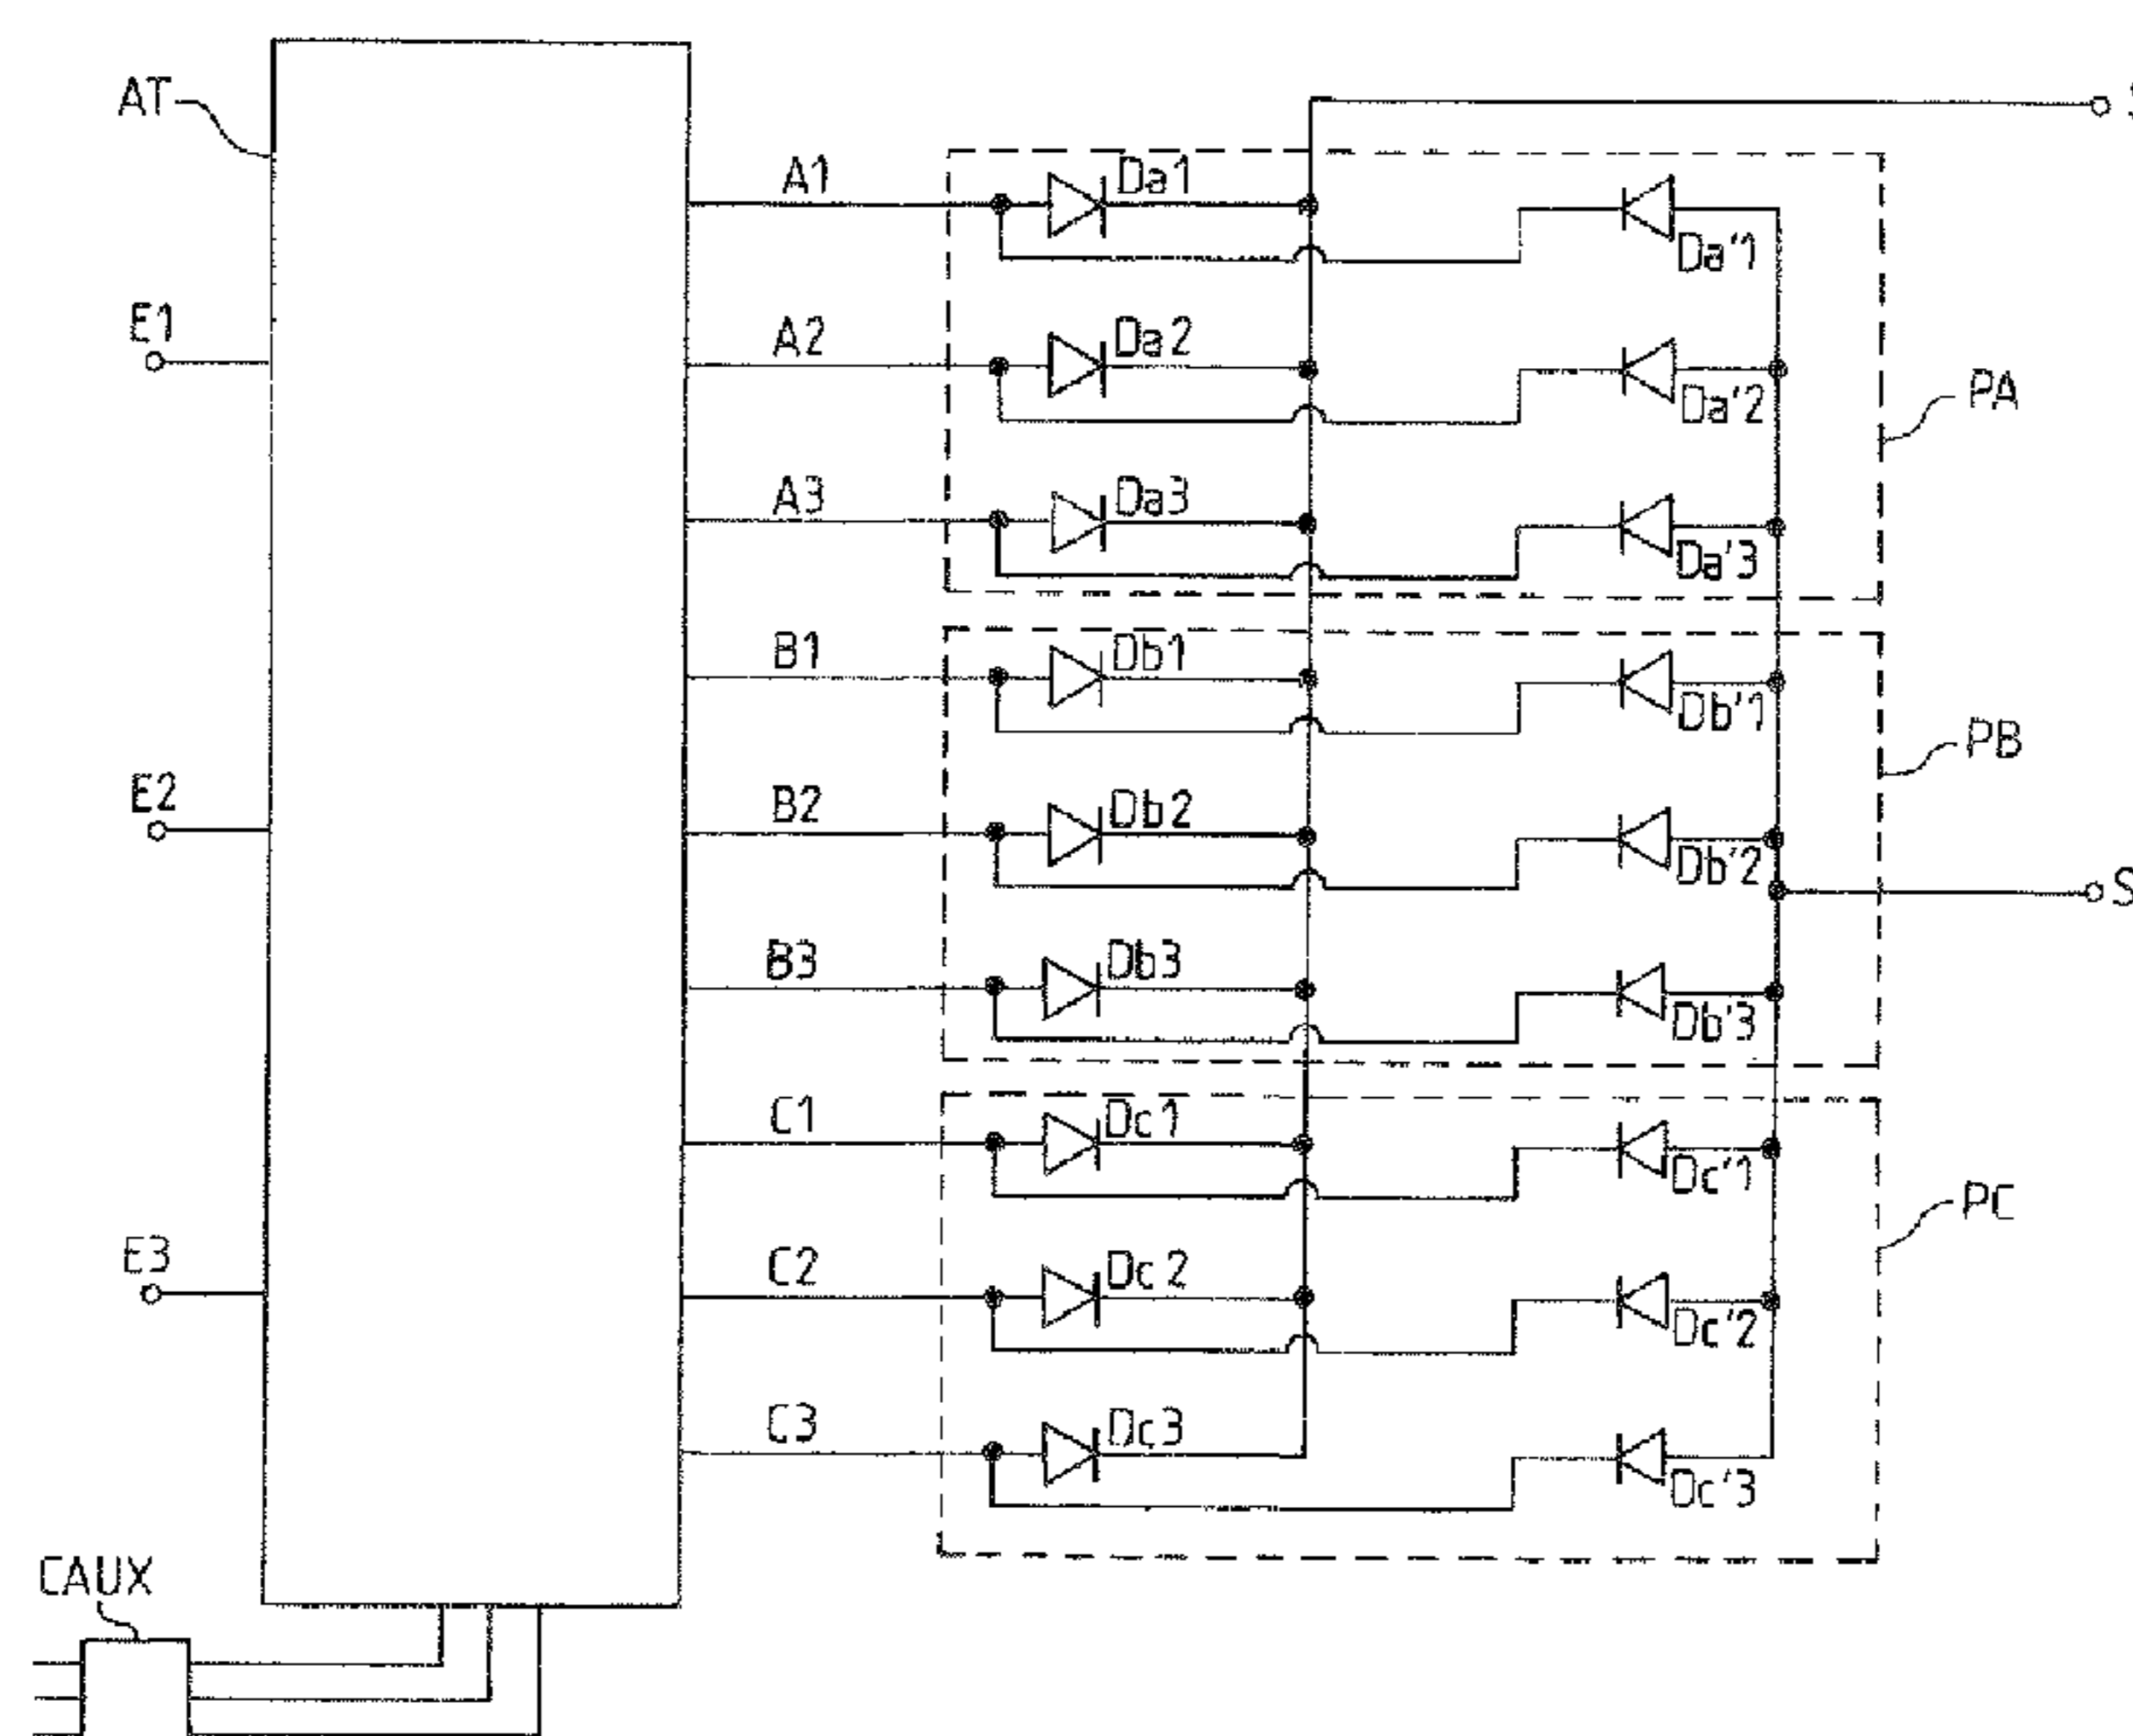 AT
A1
Da1
Da'1
E1
A2
Da2
Da'2
PA
A3
Da3
Da'3
B1
Db1
Db'1
PB
E2
B2
Db2
Db'2
S
B3
Db3
Db'3
C1
Dc1
Dc'1
PC
E3
C2
Dc2
Dc'2
C3
Dc3
Dc'3
CAUX